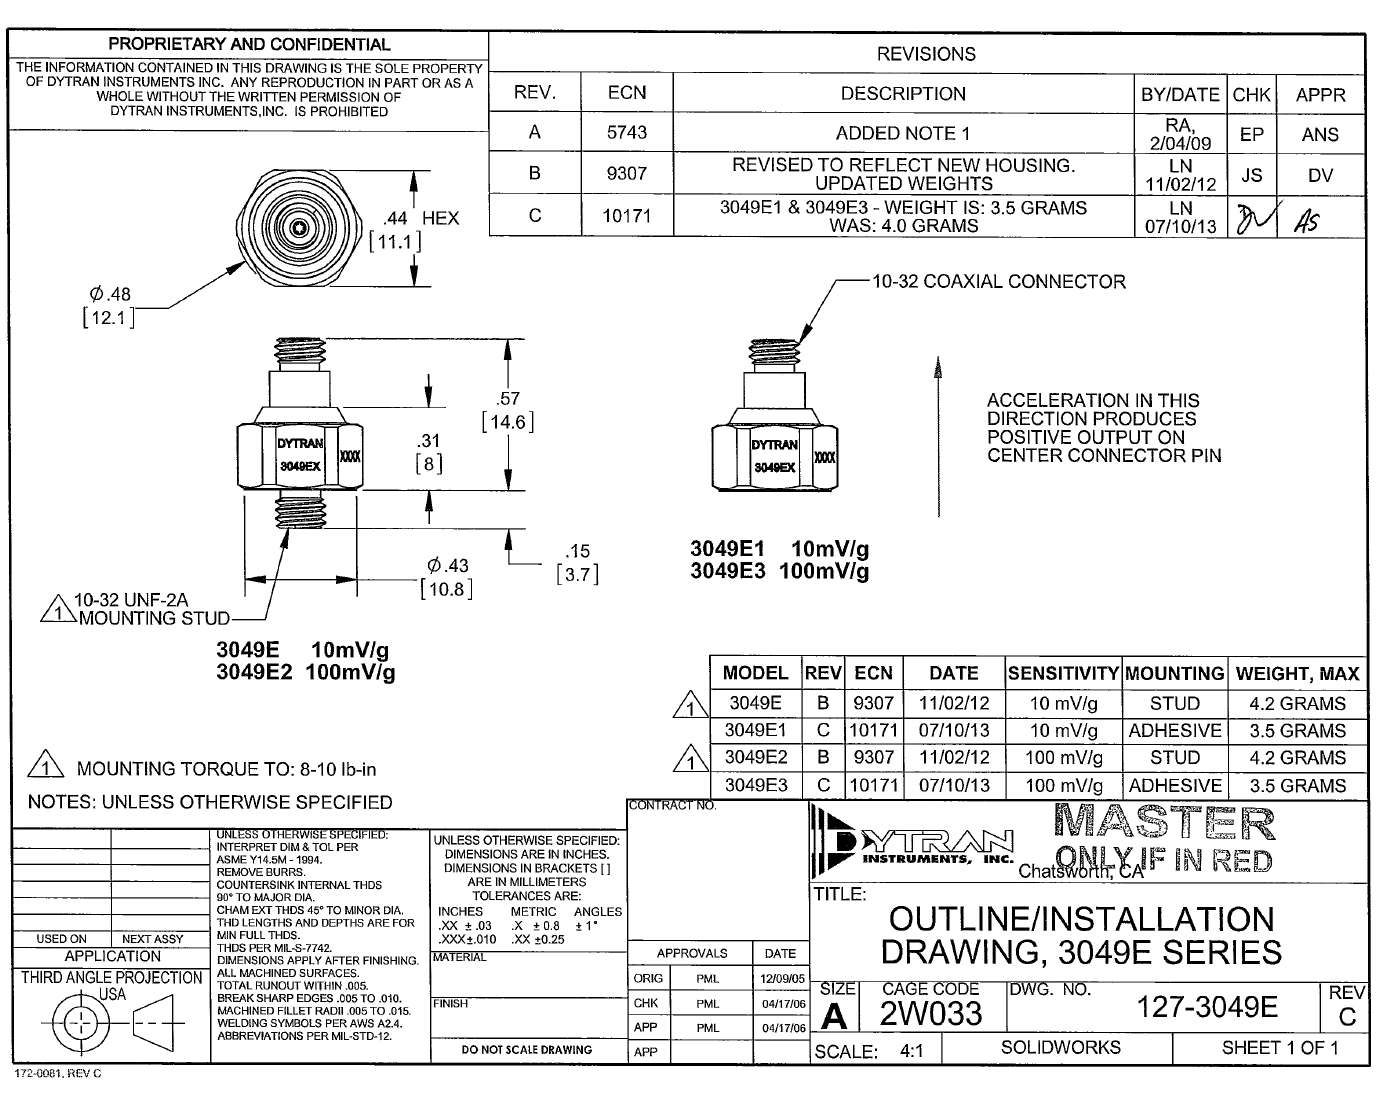 PROPRIETARY AND CONFIDENTIAL
THE INFORMATION CONTAINED IN THIS DRAWING IS THE SOLE PROPERTY
OF DYTRAN INSTRUMENTS INC. ANY REPRODUCTION IN PART OR AS A
WHOLE WITHOUT THE WRITTEN PERMISSION OF
DYTRAN INSTRUMENTS,INC. IS PROHIBITED
REVISIONS
REV. ECN DESCRIPTION BY/DATE CHK APPR
A 5743 ADDED NOTE 1 RA, 2/04/09 EP ANS
B 9307 REVISED TO REFLECT NEW HOUSING. UPDATED WEIGHTS LN 11/02/12 JS DV
C 10171 3049E1 & 3049E3 - WEIGHT IS: 3.5 GRAMS WAS: 4.0 GRAMS LN 07/10/13 AS
.44 HEX
[11.1]
Ø.48
[12.1]
10-32 COAXIAL CONNECTOR
.57
[14.6]
.31
[8]
DYTRAN
3049EX
XXXX
DYTRAN
3049EX
XXXX
ACCELERATION IN THIS
DIRECTION PRODUCES
POSITIVE OUTPUT ON
CENTER CONNECTOR PIN
.15
[3.7]
Ø.43
[10.8]
3049E1 10mV/g
3049E3 100mV/g
1 10-32 UNF-2A
MOUNTING STUD
3049E 10mV/g
3049E2 100mV/g
MODEL REV ECN DATE SENSITIVITY MOUNTING WEIGHT, MAX
1 3049E B 9307 11/02/12 10 mV/g STUD 4.2 GRAMS
3049E1 C 10171 07/10/13 10 mV/g ADHESIVE 3.5 GRAMS
1 3049E2 B 9307 11/02/12 100 mV/g STUD 4.2 GRAMS
3049E3 C 10171 07/10/13 100 mV/g ADHESIVE 3.5 GRAMS
1 MOUNTING TORQUE TO: 8-10 lb-in
NOTES: UNLESS OTHERWISE SPECIFIED
USED ON NEXT ASSY
APPLICATION
THIRD ANGLE PROJECTION
USA
UNLESS OTHERWISE SPECIFIED:
INTERPRET DIM & TOL PER
ASME Y14.5M - 1994.
REMOVE BURRS.
COUNTERSINK INTERNAL THDS
90° TO MAJOR DIA.
CHAM EXT THDS 45° TO MINOR DIA.
THD LENGTHS AND DEPTHS ARE FOR
MIN FULL THDS.
THDS PER MIL-S-7742.
DIMENSIONS APPLY AFTER FINISHING.
ALL MACHINED SURFACES.
TOTAL RUNOUT WITHIN .005.
BREAK SHARP EDGES .005 TO .010.
MACHINED FILLET RADII .005 TO .015.
WELDING SYMBOLS PER AWS A2.4.
ABBREVIATIONS PER MIL-STD-12.
UNLESS OTHERWISE SPECIFIED:
DIMENSIONS ARE IN INCHES.
DIMENSIONS IN BRACKETS [ ]
ARE IN MILLIMETERS
TOLERANCES ARE:
INCHES METRIC ANGLES
.XX ± .03 .X ± 0.8 ± 1°
.XXX±.010 .XX ±0.25
MATERIAL
FINISH
DO NOT SCALE DRAWING
CONTRACT NO.
APPROVALS DATE
ORIG PML 12/09/05
CHK PML 04/17/06
APP PML 04/17/06
APP
DYTRAN
INSTRUMENTS, INC.
Chatsworth, CA
MASTER
ONLY IF IN RED
TITLE:
OUTLINE/INSTALLATION
DRAWING, 3049E SERIES
SIZE A
CAGE CODE 2W033
DWG. NO. 127-3049E
REV C
SCALE: 4:1 SOLIDWORKS SHEET 1 OF 1
172-0081, REV C